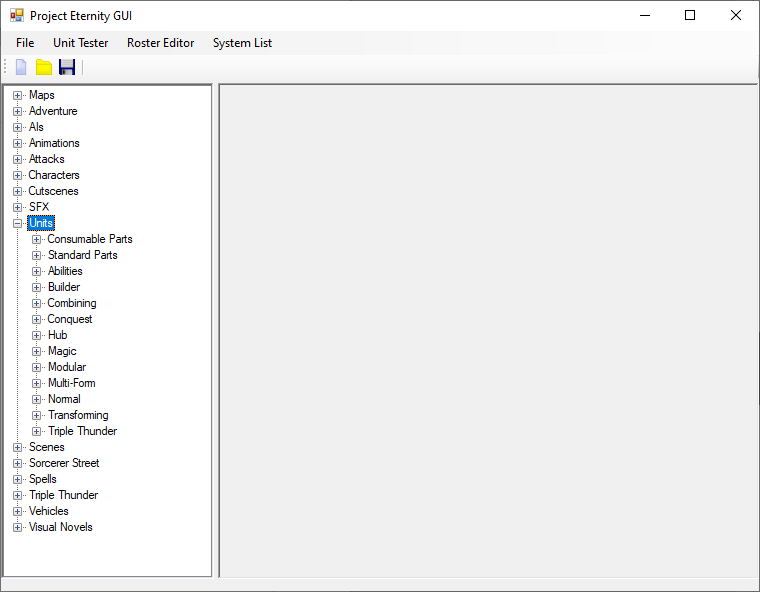 Project Eternity GUI
File Unit Tester Roster Editor System List
Maps
Adventure
AIs
Animations
Attacks
Characters
Cutscenes
SFX
Units
Consumable Parts
Standard Parts
Abilities
Builder
Combining
Conquest
Hub
Magic
Modular
Multi-Form
Normal
Transforming
Triple Thunder
Scenes
Sorcerer Street
Spells
Triple Thunder
Vehicles
Visual Novels